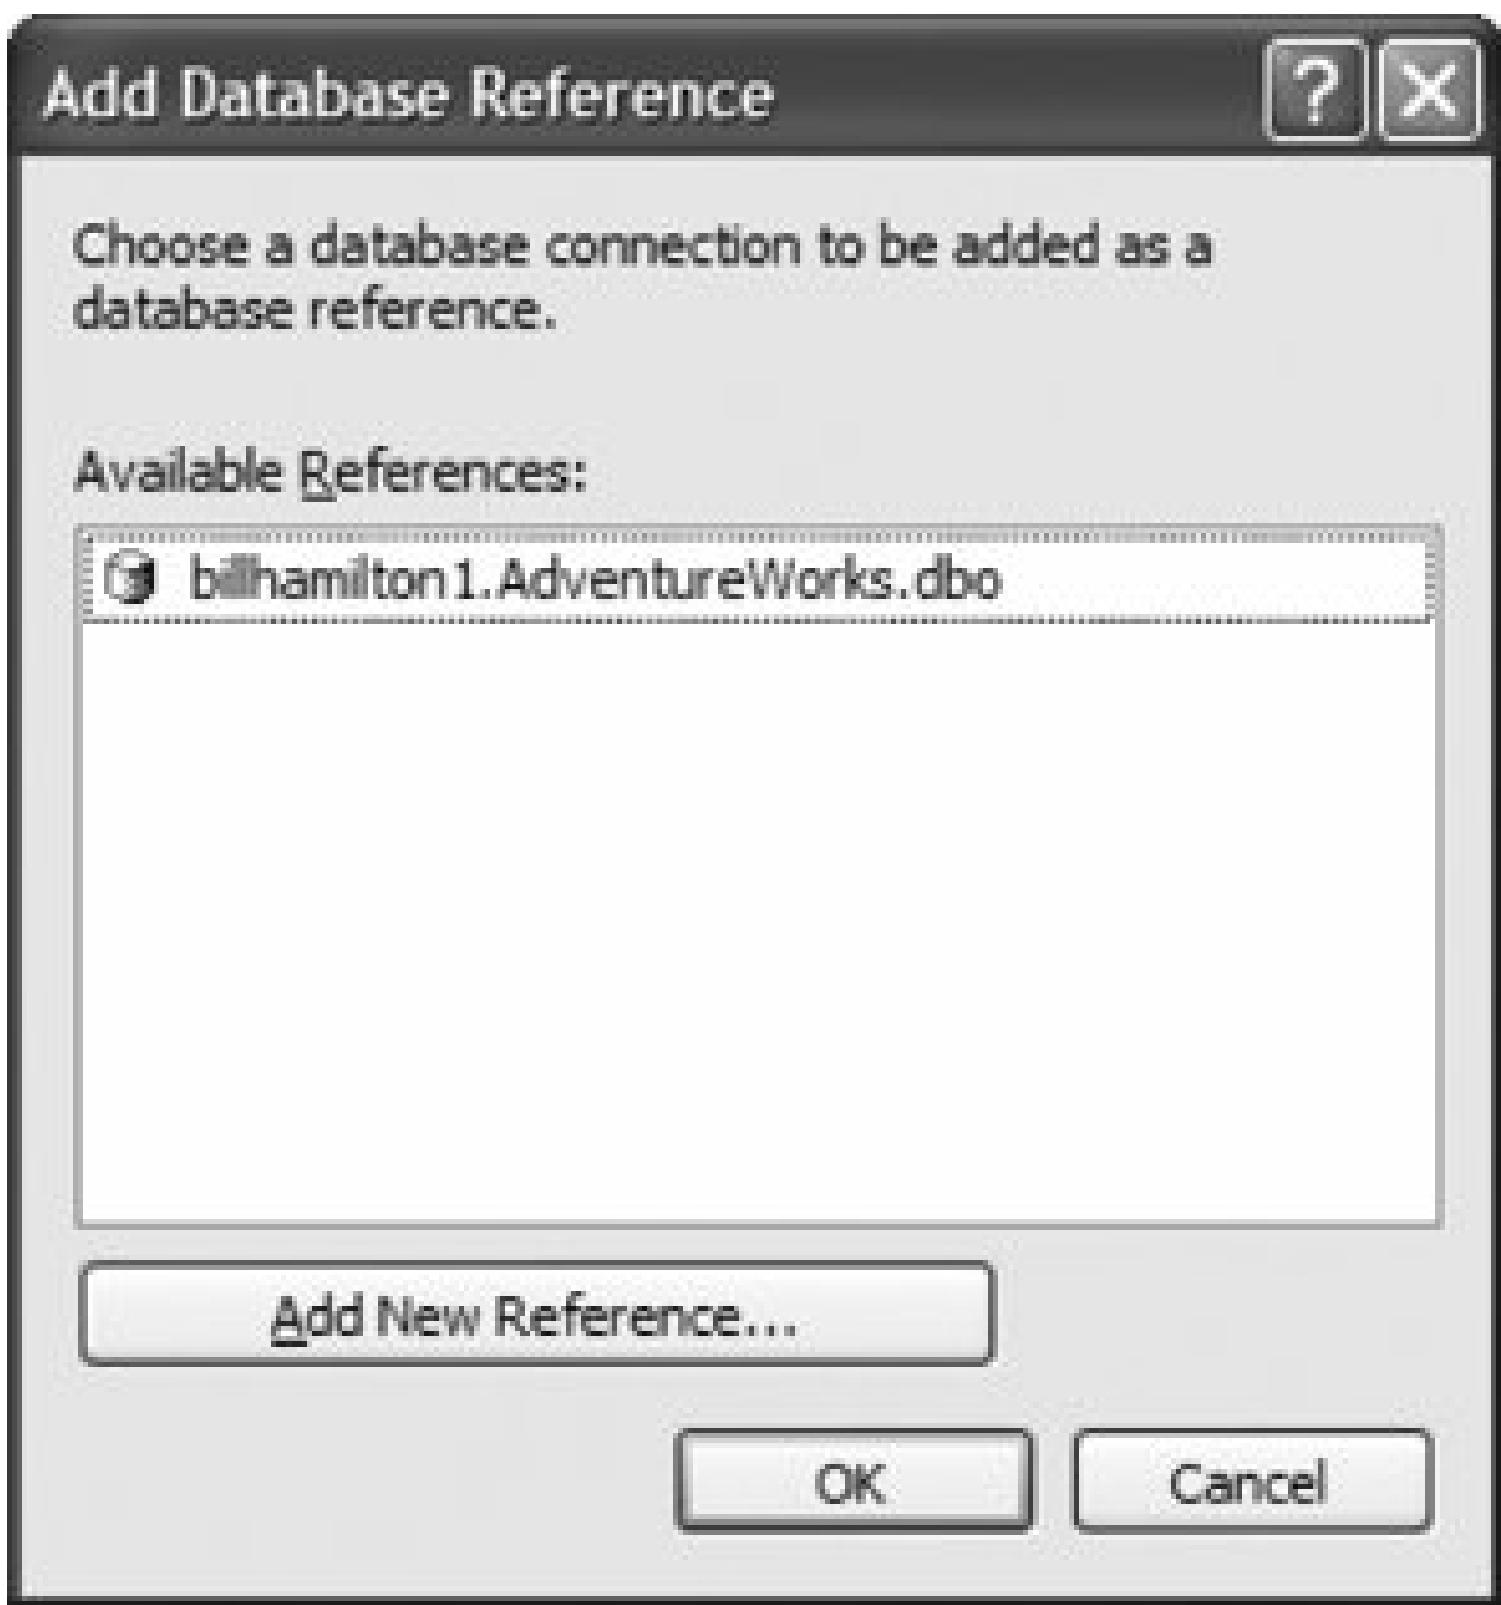 Add Database Reference
Choose a database connection to be added as a
database reference.
Available References:
billhamilton1.AdventureWorks.dbo
Add New Reference...
OK
Cancel